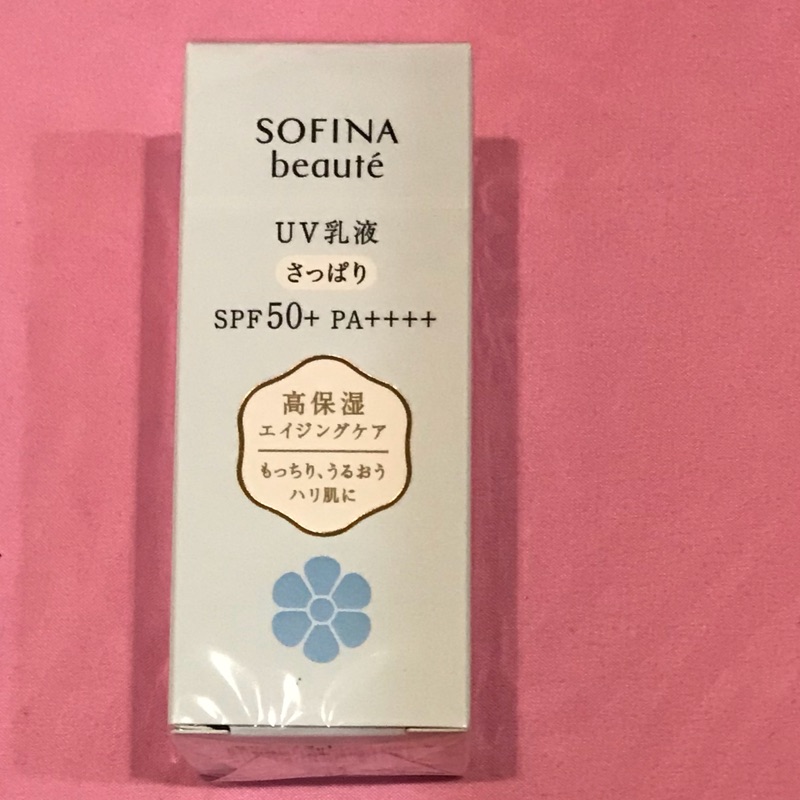 SOFINA
beauté
UV乳液
さっぱり
SPF50+ PA++++
高保湿
エイジングケア
もっちり、うるおう
ハリ肌に